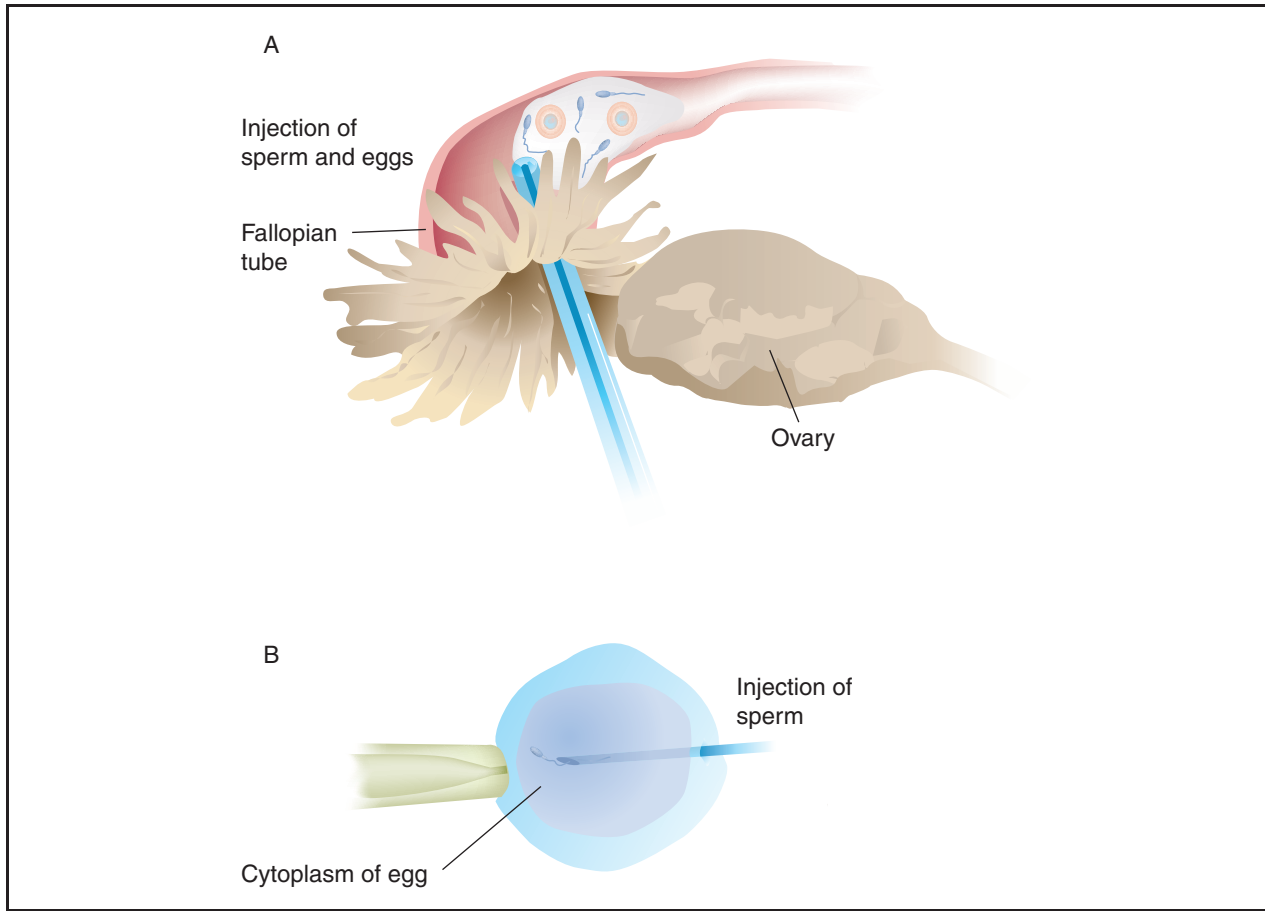 A
Injection of
sperm and eggs
Fallopian
tube
Ovary
B
Injection of
sperm
Cytoplasm of egg